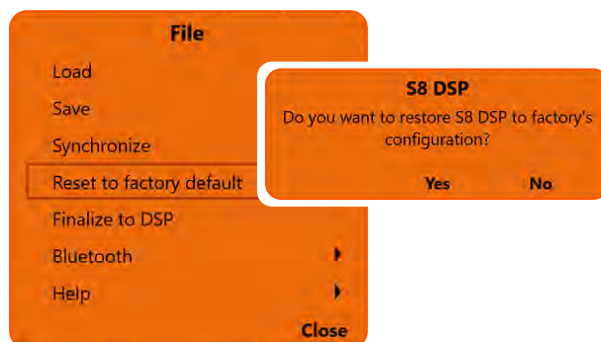 File
Load
Save
Synchronize
Reset to factory default
Finalize to DSP
Bluetooth
Help
Close
S8 DSP
Do you want to restore S8 DSP to factory's
configuration?
Yes No